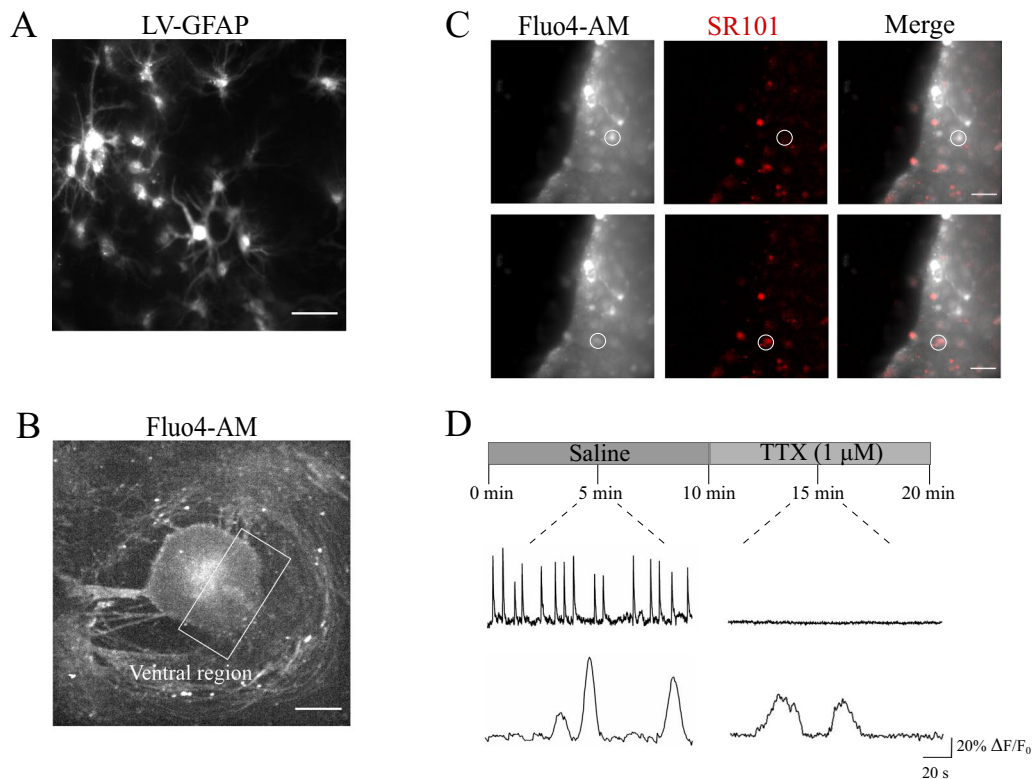 A
LV-GFAP
B
Fluo4-AM
Ventral region
C
Fluo4-AM SR101 Merge
D
Saline TTX (1 μM)
0 min 5 min 10 min 15 min 20 min
20% ΔF/F₀
20 s